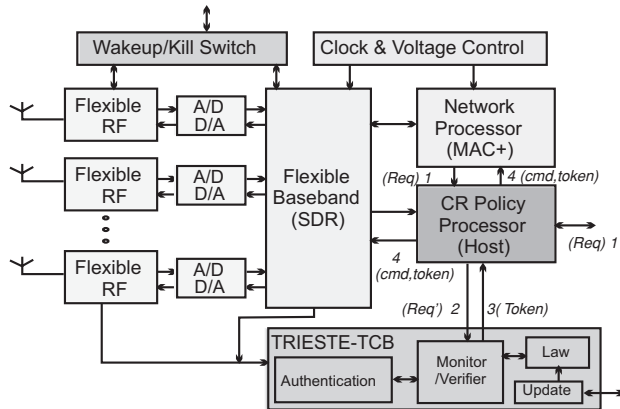 Wakeup/Kill Switch
Clock & Voltage Control
Flexible
RF
A/D
D/A
Network
Processor
(MAC+)
Flexible
RF
A/D
D/A
Flexible
Baseband
(SDR)
(Req) 1
4 (cmd,token)
CR Policy
Processor
(Host)
(Req) 1
Flexible
RF
A/D
D/A
4
(cmd,token)
(Req') 2
3( Token)
TRIESTE-TCB
Authentication
Monitor
/Verifier
Law
Update